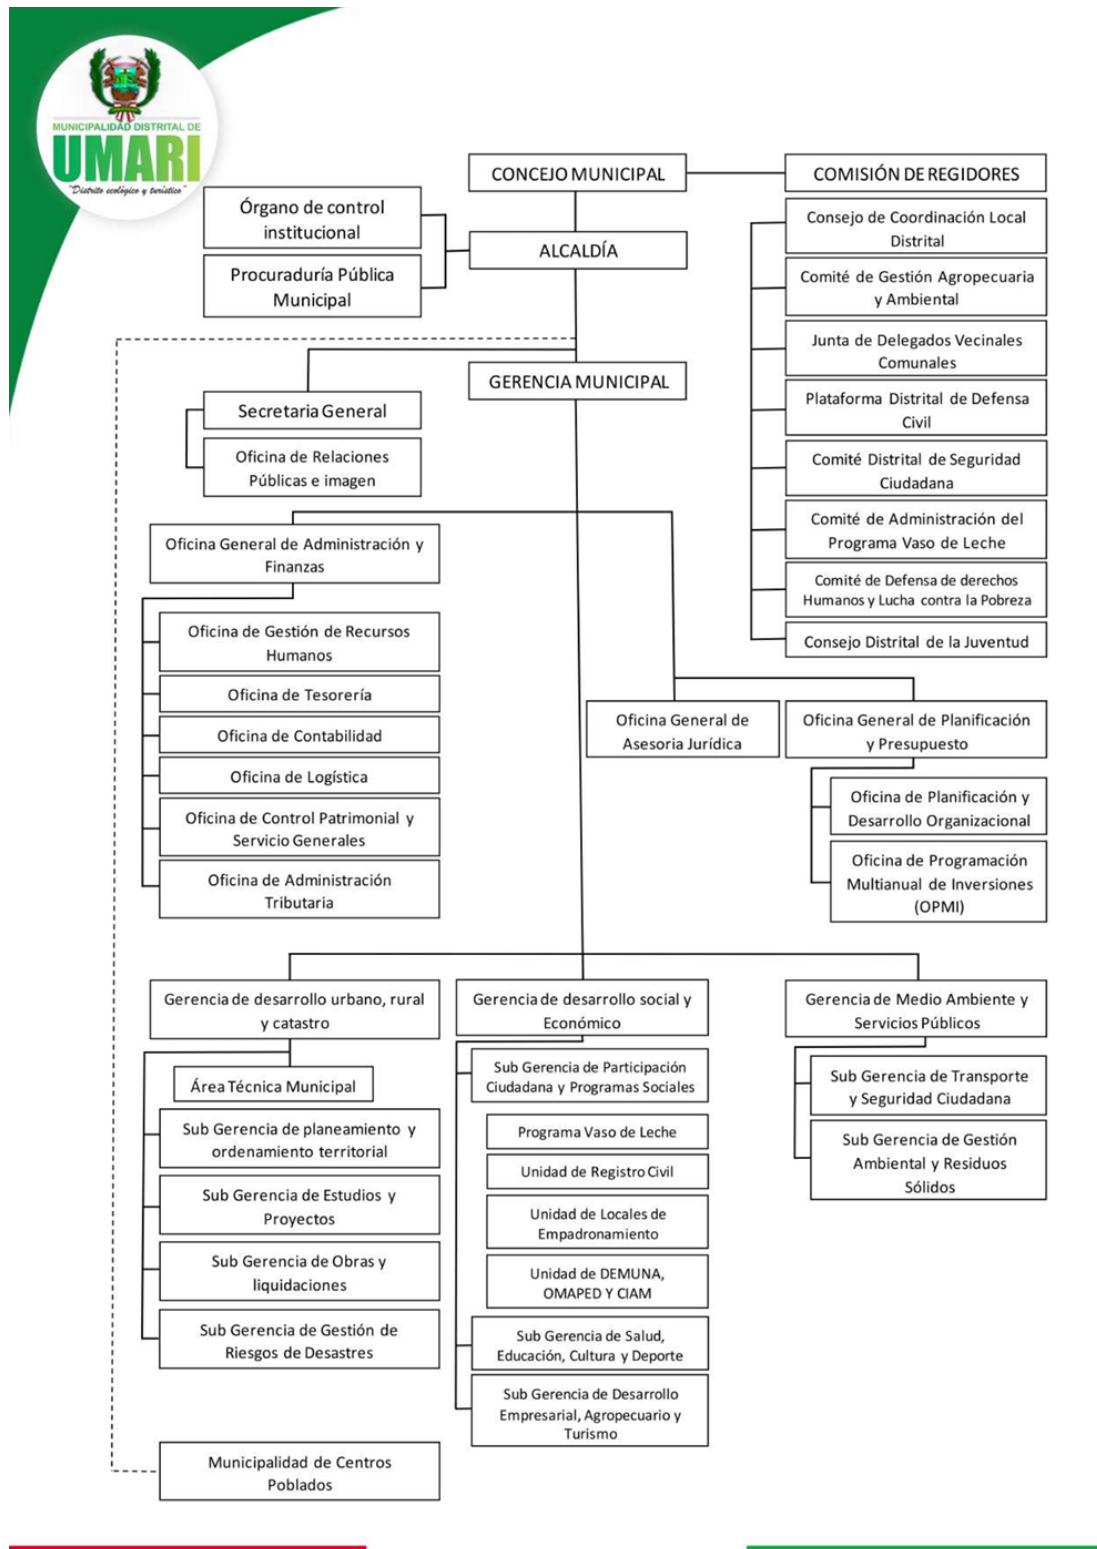 MUNICIPALIDAD DISTRITAL DE
UMARI
"Distrito ecológico y turístico"
CONCEJO MUNICIPAL
COMISIÓN DE REGIDORES
Órgano de control
institucional
ALCALDÍA
Procuraduría Pública
Municipal
Consejo de Coordinación Local
Distrital
Comité de Gestión Agropecuaria
y Ambiental
Junta de Delegados Vecinales
Comunales
Plataforma Distrital de Defensa
Civil
Comité Distrital de Seguridad
Ciudadana
Comité de Administración del
Programa Vaso de Leche
Comité de Defensa de derechos
Humanos y Lucha contra la Pobreza
Consejo Distrital de la Juventud
GERENCIA MUNICIPAL
Secretaria General
Oficina de Relaciones
Públicas e imagen
Oficina General de Administración y
Finanzas
Oficina de Gestión de Recursos
Humanos
Oficina de Tesorería
Oficina de Contabilidad
Oficina de Logística
Oficina de Control Patrimonial y
Servicio Generales
Oficina de Administración
Tributaria
Oficina General de
Asesoria Jurídica
Oficina General de Planificación
y Presupuesto
Oficina de Planificación y
Desarrollo Organizacional
Oficina de Programación
Multianual de Inversiones
(OPMI)
Gerencia de desarrollo urbano, rural
y catastro
Área Técnica Municipal
Sub Gerencia de planeamiento y
ordenamiento territorial
Sub Gerencia de Estudios y
Proyectos
Sub Gerencia de Obras y
liquidaciones
Sub Gerencia de Gestión de
Riesgos de Desastres
Gerencia de desarrollo social y
Económico
Sub Gerencia de Participación
Ciudadana y Programas Sociales
Programa Vaso de Leche
Unidad de Registro Civil
Unidad de Locales de
Empadronamiento
Unidad de DEMUNA,
OMAPED Y CIAM
Sub Gerencia de Salud,
Educación, Cultura y Deporte
Sub Gerencia de Desarrollo
Empresarial, Agropecuario y
Turismo
Gerencia de Medio Ambiente y
Servicios Públicos
Sub Gerencia de Transporte
y Seguridad Ciudadana
Sub Gerencia de Gestión
Ambiental y Residuos
Sólidos
Municipalidad de Centros
Poblados